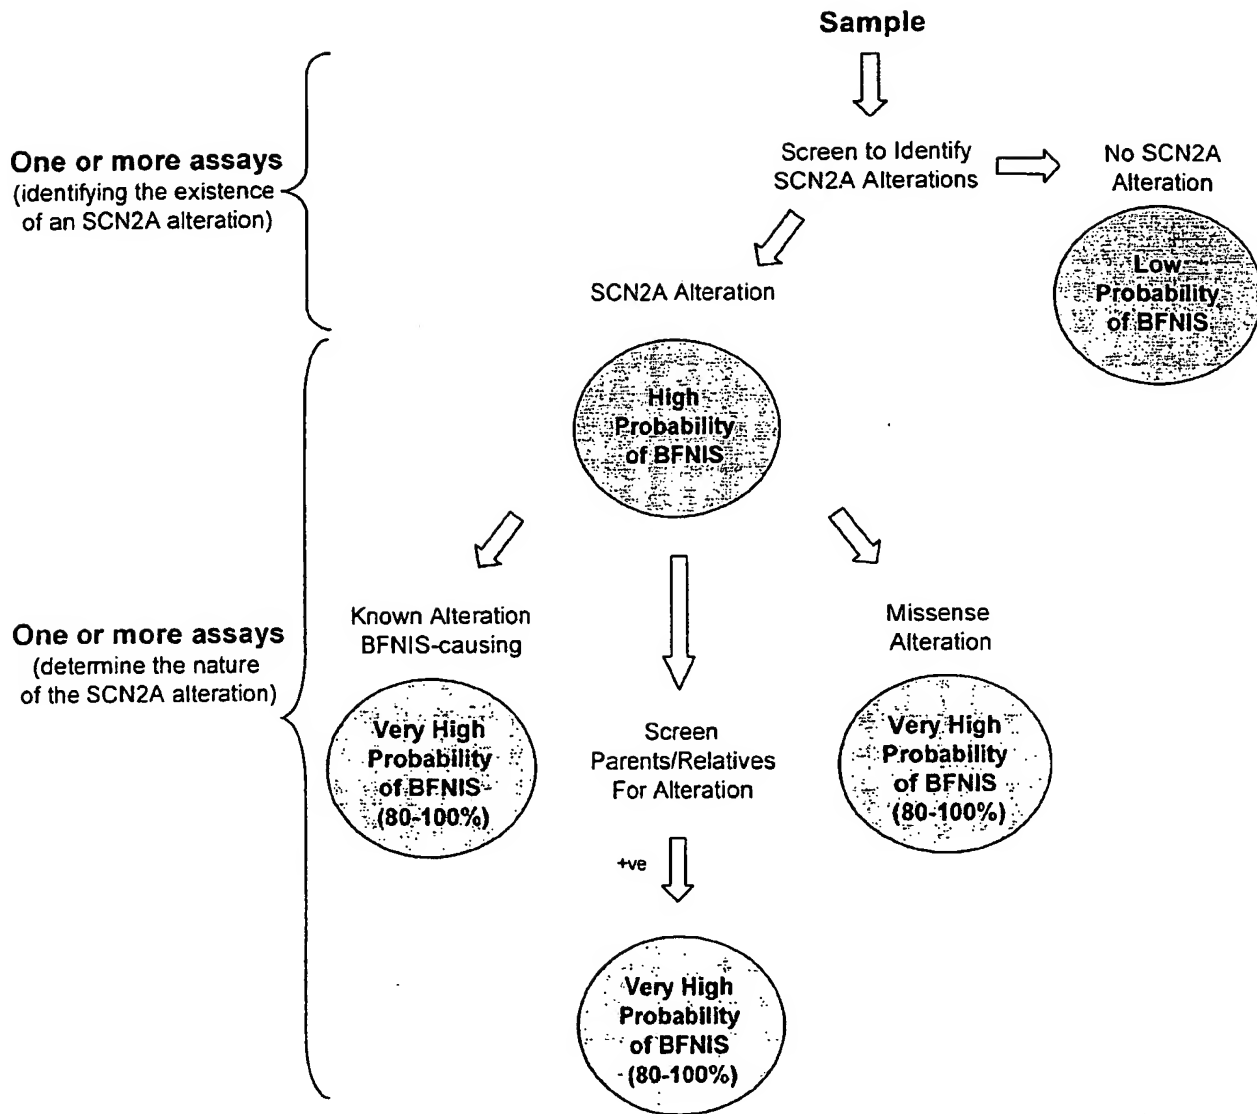 Sample
One or more assays
(identifying the existence
of an SCN2A alteration)
Screen to Identify
SCN2A Alterations
No SCN2A
Alteration
Low
Probability
of BFNIS
SCN2A Alteration
High
Probability
of BFNIS
One or more assays
(determine the nature
of the SCN2A alteration)
Known Alteration
BFNIS-causing
Very High
Probability
of BFNIS
(80-100%)
Screen
Parents/Relatives
For Alteration
Missense
Alteration
Very High
Probability
of BFNIS
(80-100%)
+ve
Very High
Probability
of BFNIS
(80-100%)